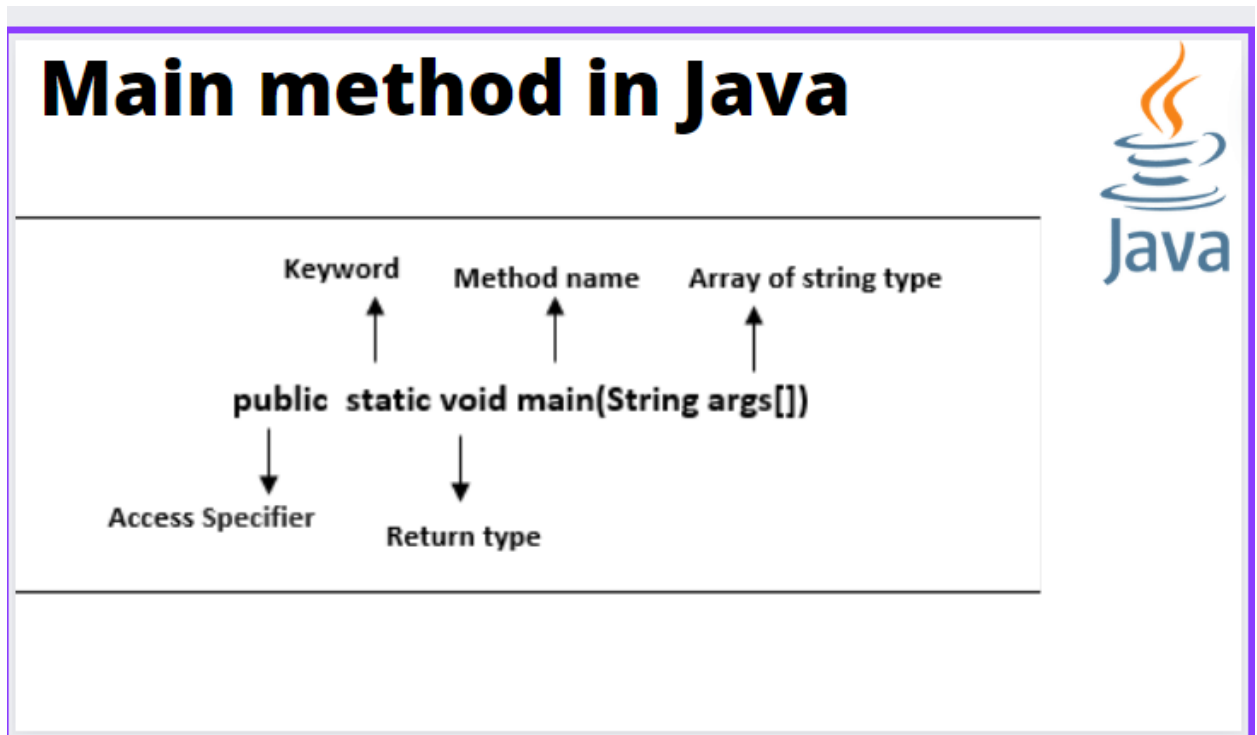 Main method in Java
Java
Keyword
Method name
Array of string type
public static void main(String args[])
Access Specifier
Return type